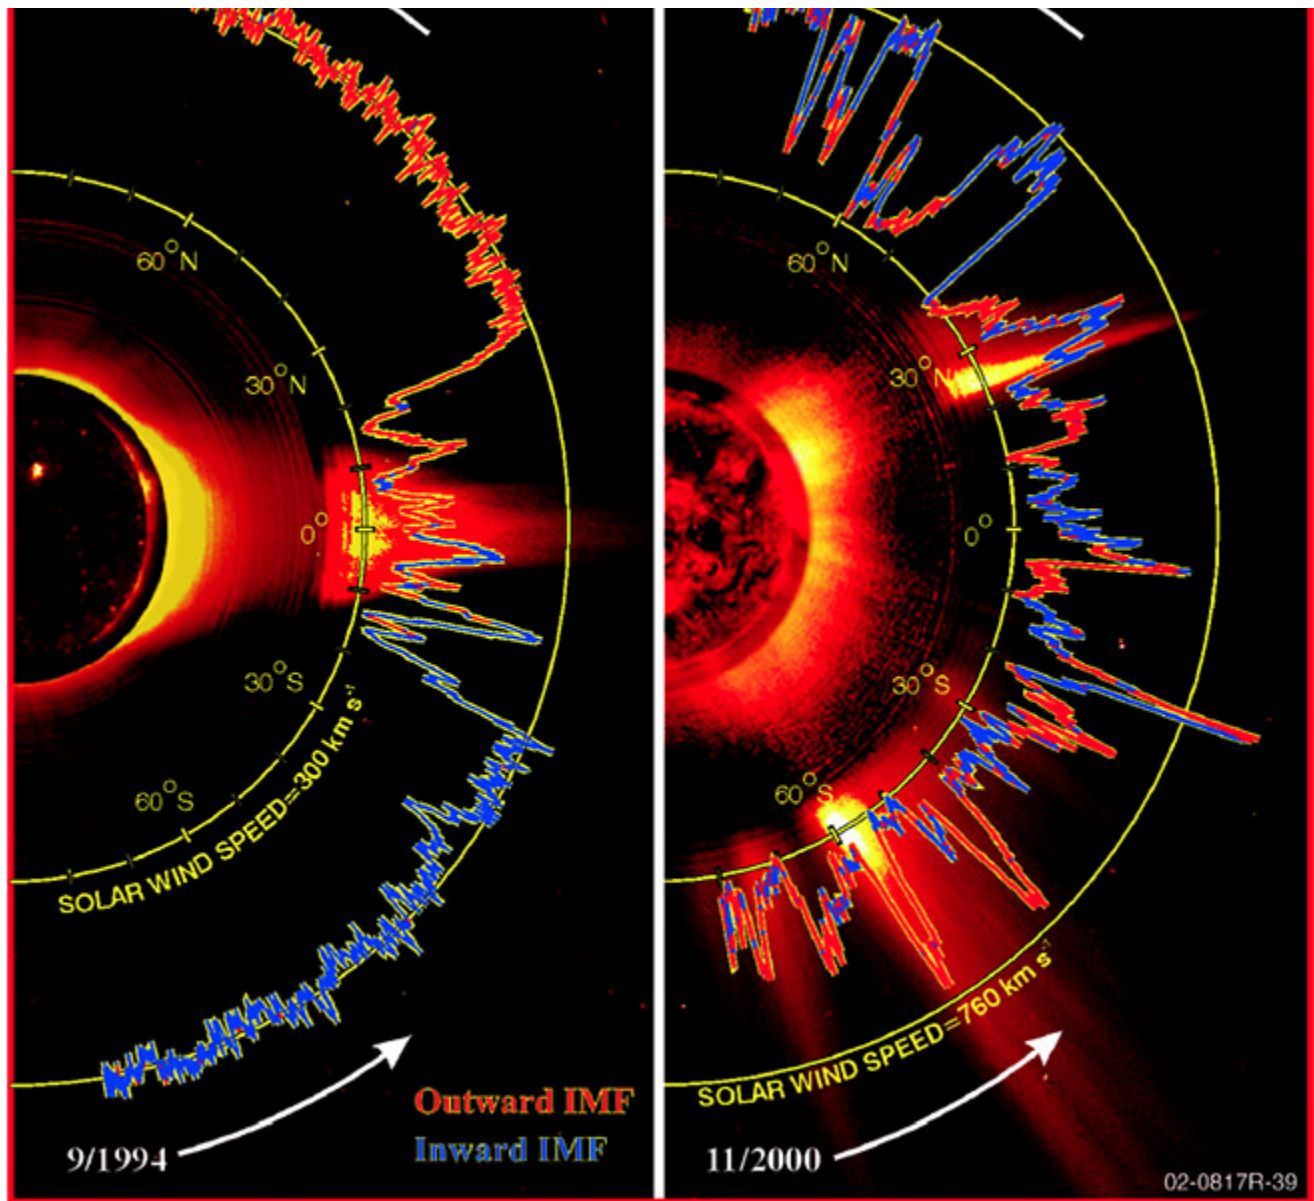 60°N
30°N
0°
30°S
60°S
SOLAR WIND SPEED=300 km s⁻¹
Outward IMF
Inward IMF
9/1994
60°N
30°N
0°
30°S
60°S
SOLAR WIND SPEED=760 km s⁻¹
11/2000
02-0817R-39